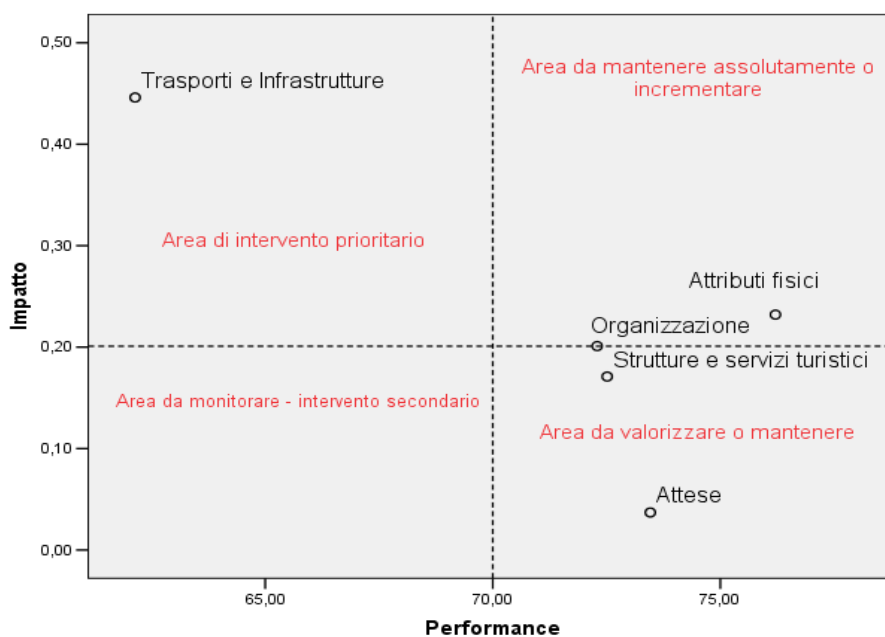 0,50
Trasporti e Infrastrutture
Area da mantenere assolutamente o
incrementare
0,40
Area di intervento prioritario
0,30
Attributi fisici
Organizzazione
0,20
Strutture e servizi turistici
Area da monitorare - intervento secondario
Area da valorizzare o mantenere
0,10
Attese
0,00
Impatto
65,00
70,00
75,00
Performance